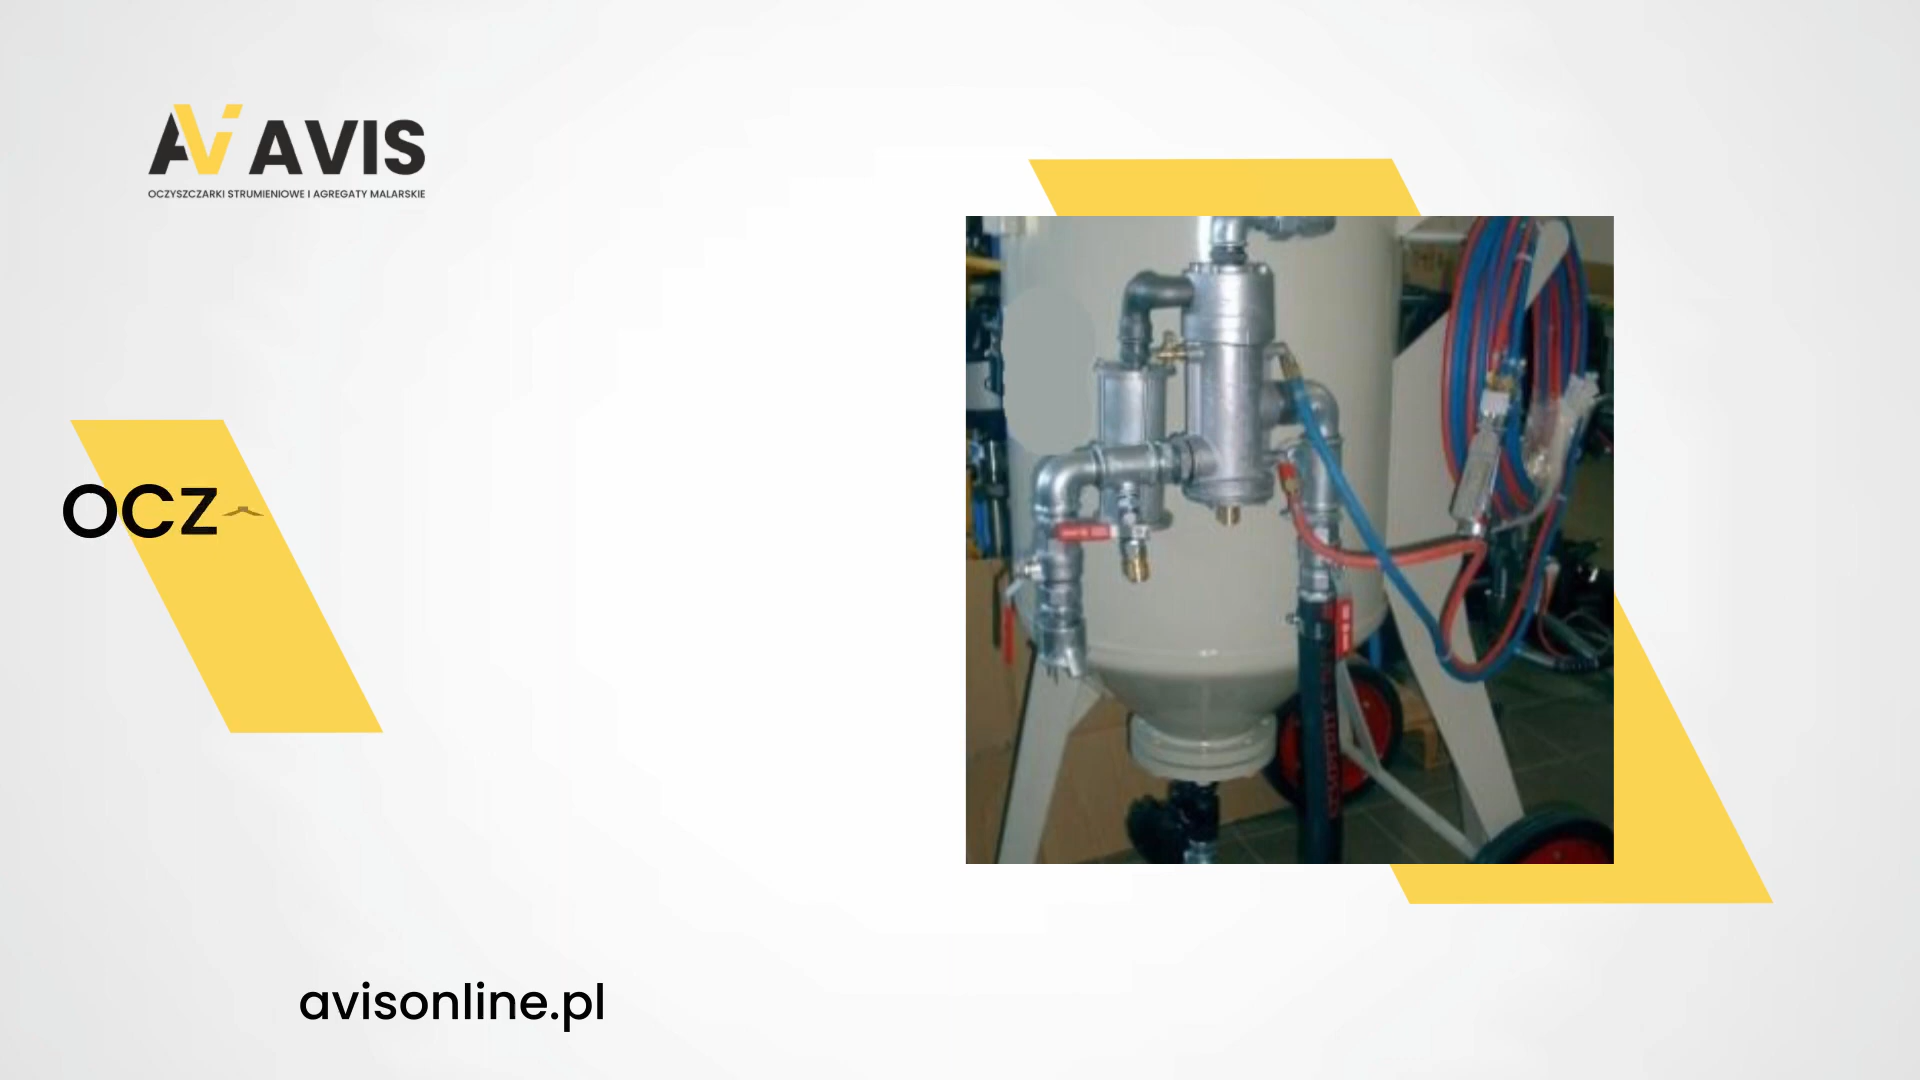 AVIS
OCZYSZCZARKI STRUMIENIOWE I AGREGATY MALARSKIE
OCZ
avisonline.pl